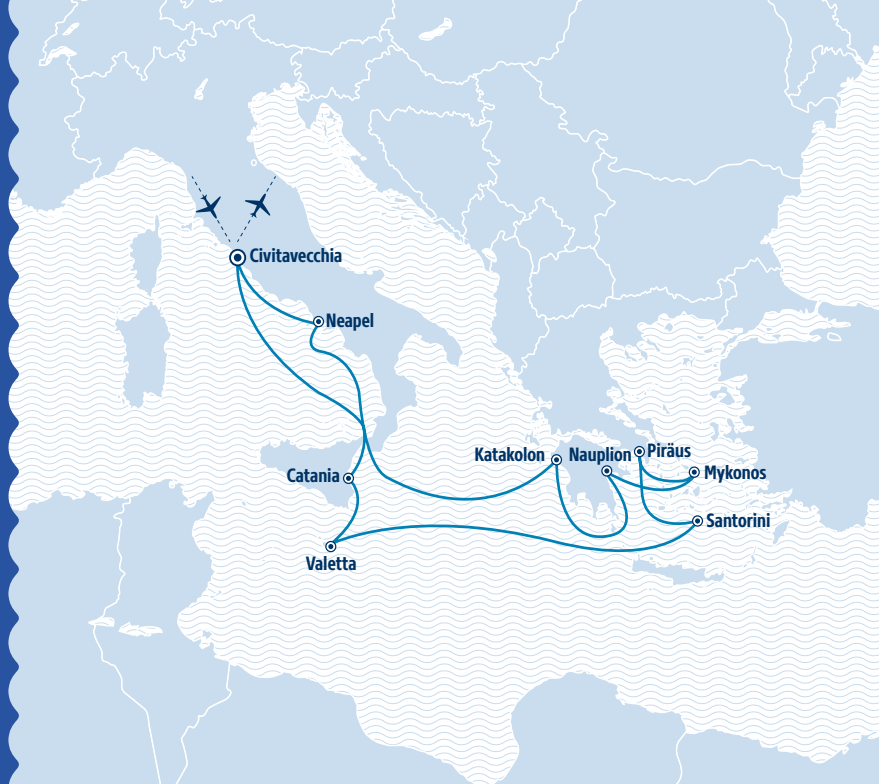 Civitavecchia
Neapel
Katakolon
Nauplion
Piräus
Mykonos
Catania
Santorini
Valetta